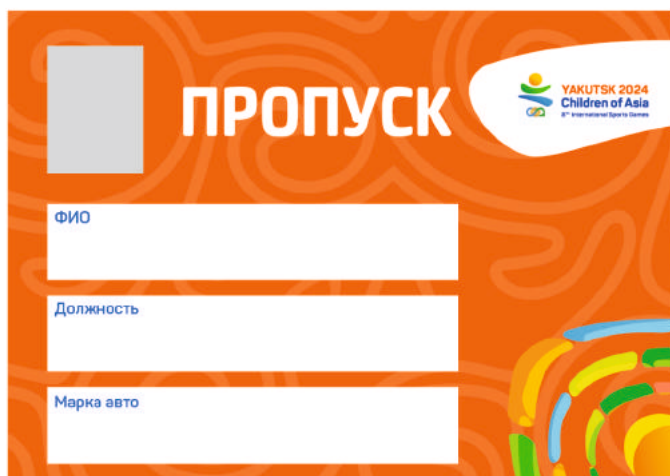 ПРОПУСК
YAKUTSK 2024
Children of Asia
8TH International Sports Games
ФИО
Должность
Марка авто